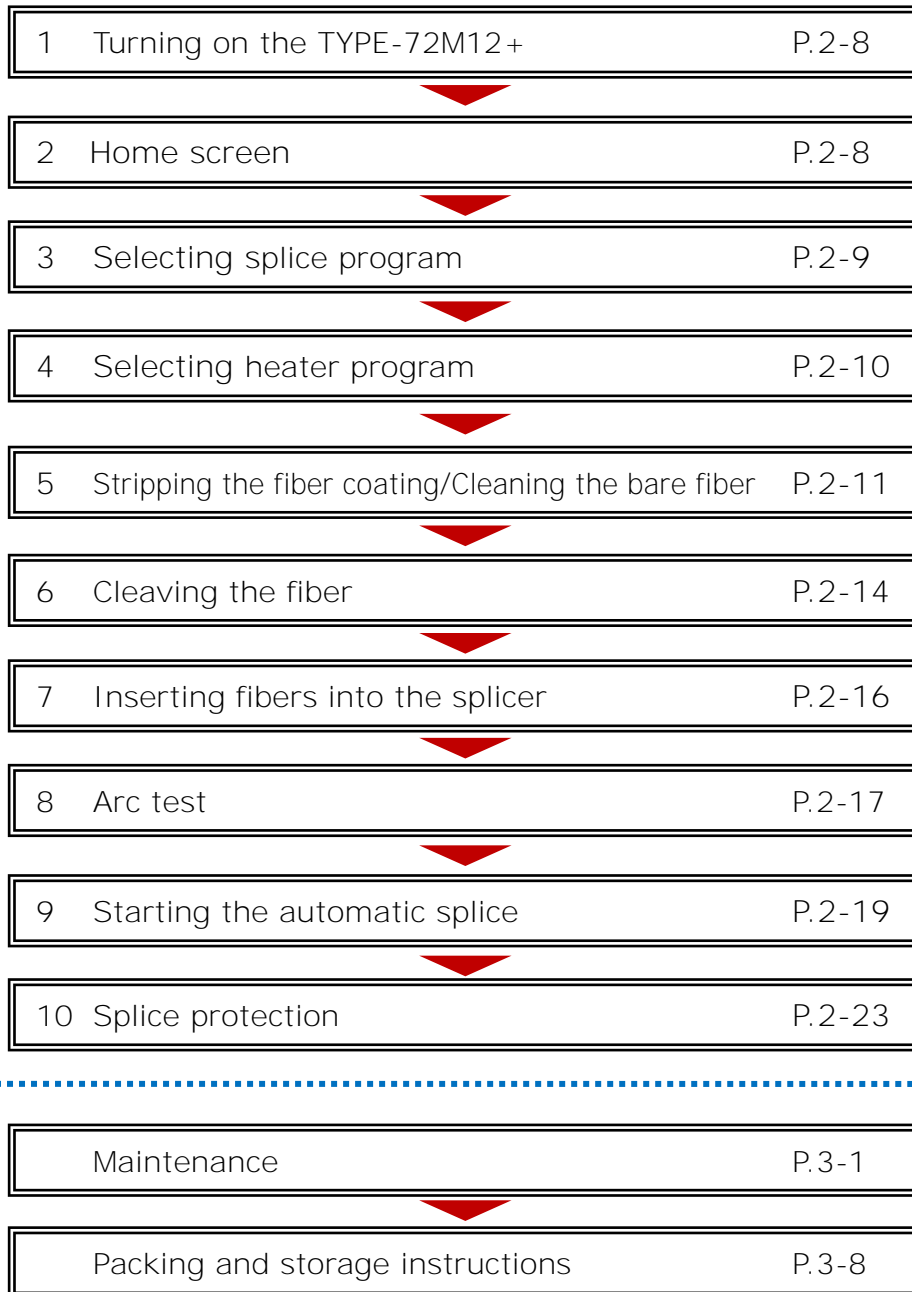 1 Turning on the TYPE-72M12+ P.2-8
2 Home screen P.2-8
3 Selecting splice program P.2-9
4 Selecting heater program P.2-10
5 Stripping the fiber coating/Cleaning the bare fiber P.2-11
6 Cleaving the fiber P.2-14
7 Inserting fibers into the splicer P.2-16
8 Arc test P.2-17
9 Starting the automatic splice P.2-19
10 Splice protection P.2-23
Maintenance P.3-1
Packing and storage instructions P.3-8